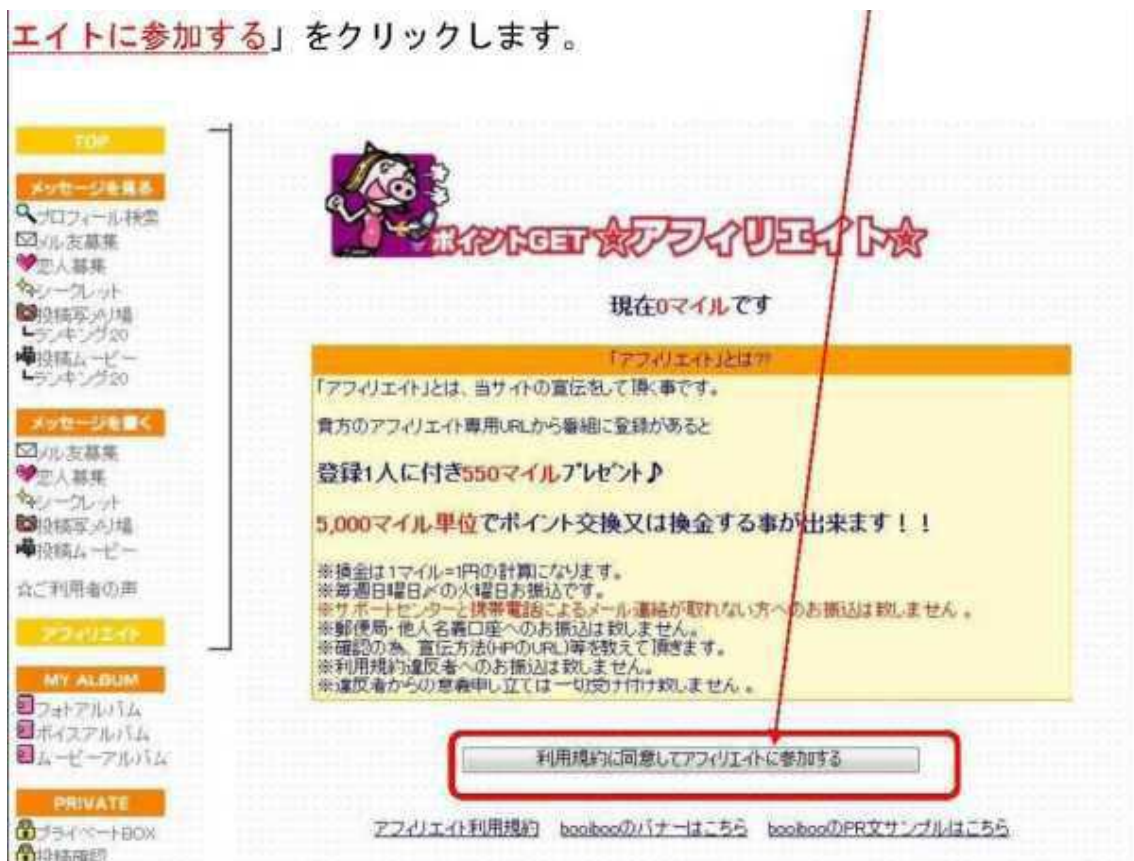 エイトに参加する」をクリックします。
TOP
メッセージを見る
プロフィール検索
メル友募集
恋人募集
シークレット
投稿写メリ場
┗ランキング20
投稿ムービー
┗ランキング20
メッセージを書く
メル友募集
恋人募集
シークレット
投稿写メリ場
投稿ムービー
☆ご利用者の声
アフィリエイト
MY ALBUM
フォトアルバム
ボイスアルバム
ムービーアルバム
PRIVATE
プライベートBOX
投稿確認
ポイントGET☆アフィリエイト☆
現在0マイルです
「アフィリエイト」とは??
「アフィリエイト」とは、当サイトの宣伝をして頂く事です。
貴方のアフィリエイト専用URLから番組に登録があると
登録1人に付き550マイルプレゼント♪
5,000マイル単位でポイント交換又は換金する事が出来ます！！
※換金は1マイル=1円の計算になります。
※毎週日曜日〆の火曜日お振込です。
※サポートセンターと携帯電話によるメール連絡が取れない方へのお振込は致しません。
※郵便局・他人名義口座へのお振込は致しません。
※確認の為、宣伝方法(HPのURL)等を教えて頂きます。
※利用規約違反者へのお振込は致しません。
※違反者からの意義申し立ては一切受け付け致しません。
利用規約に同意してアフィリエイトに参加する
アフィリエイト利用規約 boobooのバナーはこちら boobooのPR文サンプルはこちら